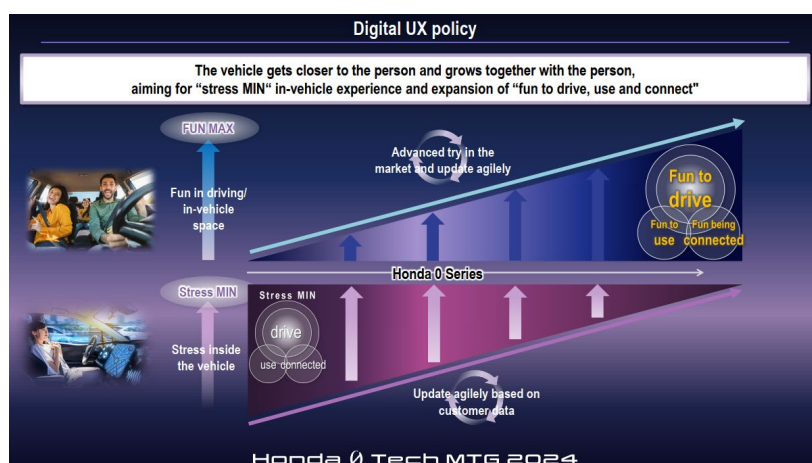 Digital UX policy
The vehicle gets closer to the person and grows together with the person,
aiming for “stress MIN“ in-vehicle experience and expansion of “fun to drive, use and connect"
FUN MAX
Fun in driving/
in-vehicle
space
Advanced try in the
market and update agilely
Fun to
drive
Fun to
use
Fun being
connected
Honda 0 Series
Stress MIN
Stress inside
the vehicle
Stress MIN
drive
use
connected
Update agilely based on
customer data
Honda 0 Tech MTG 2024